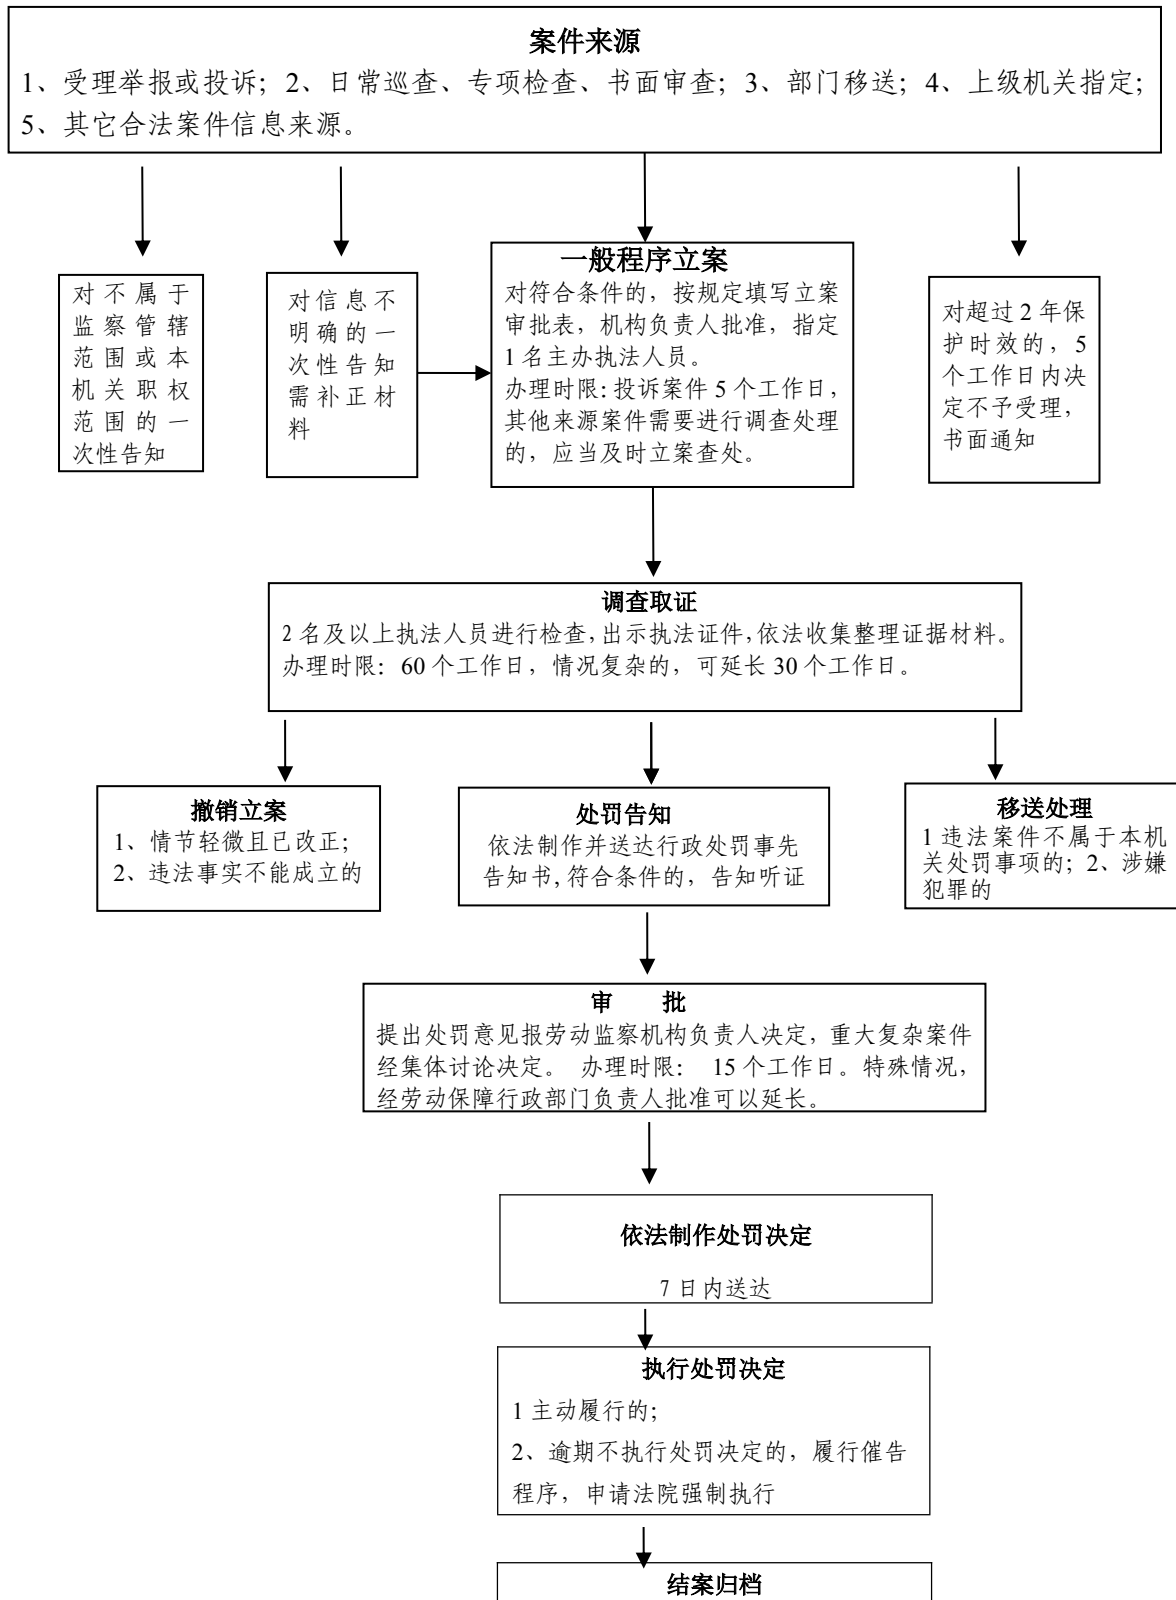 案件来源
1、受理举报或投诉；2、日常巡查、专项检查、书面审查；3、部门移送；4、上级机关指定；
5、其它合法案件信息来源。
对不属于
监察管辖
范围或本
机关职权
范围的一
次性告知
对信息不
明确的一
次性告知
需补正材
料
一般程序立案
对符合条件的，按规定填写立案
审批表，机构负责人批准，指定
1名主办执法人员。
办理时限：投诉案件5个工作日，
其他来源案件需要进行调查处理
的，应当及时立案查处。
对超过2年保
护时效的，5
个工作日内决
定不予受理，
书面通知
调查取证
2名及以上执法人员进行检查，出示执法证件，依法收集整理证据材料。
办理时限：60个工作日，情况复杂的，可延长30个工作日。
撤销立案
1、情节轻微且已改正；
2、违法事实不能成立的
处罚告知
依法制作并送达行政处罚事先
告知书，符合条件的，告知听证
移送处理
1 违法案件不属于本机
关处罚事项的；2、涉嫌
犯罪的
审 批
提出处罚意见报劳动监察机构负责人决定，重大复杂案件
经集体讨论决定。 办理时限： 15个工作日。特殊情况，
经劳动保障行政部门负责人批准可以延长。
依法制作处罚决定
7日内送达
执行处罚决定
1 主动履行的；
2、逾期不执行处罚决定的，履行催告
程序，申请法院强制执行
结案归档